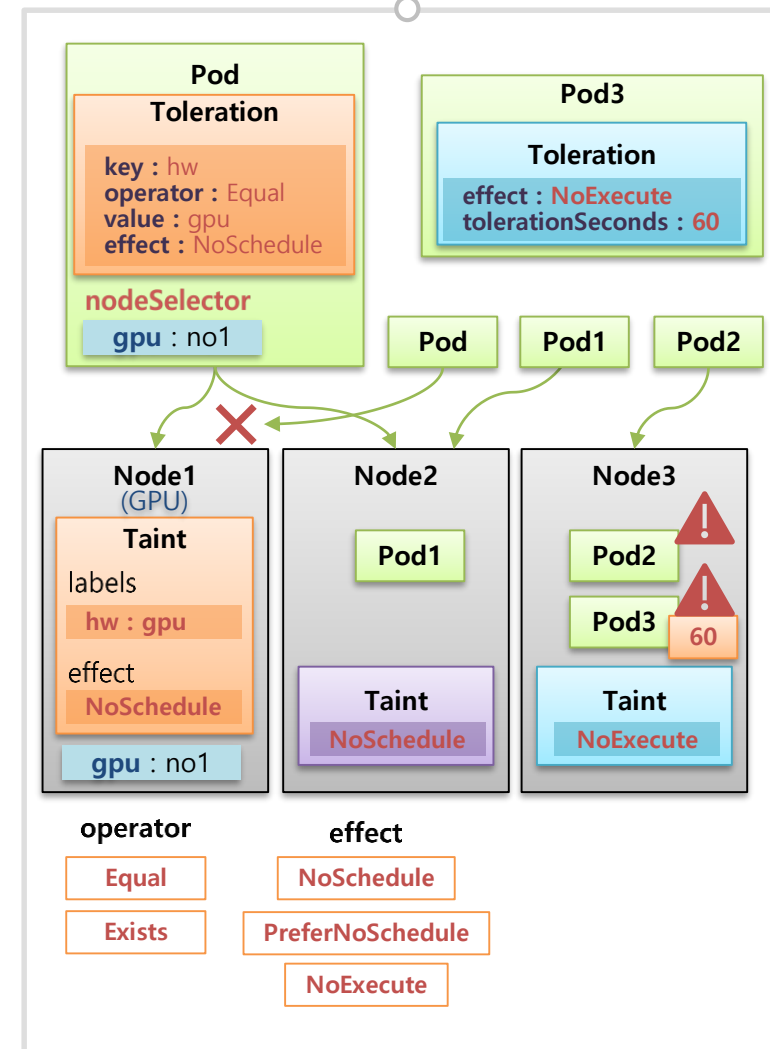 Pod
Toleration
key : hw
operator : Equal
value : gpu
effect : NoSchedule
nodeSelector
gpu : no1
Pod3
Toleration
effect : NoExecute
tolerationSeconds : 60
Pod
Pod1
Pod2
Node1
(GPU)
Taint
labels
hw : gpu
effect
NoSchedule
gpu : no1
Node2
Pod1
Taint
NoSchedule
Node3
Pod2
Pod3
60
Taint
NoExecute
operator
Equal
Exists
effect
NoSchedule
PreferNoSchedule
NoExecute